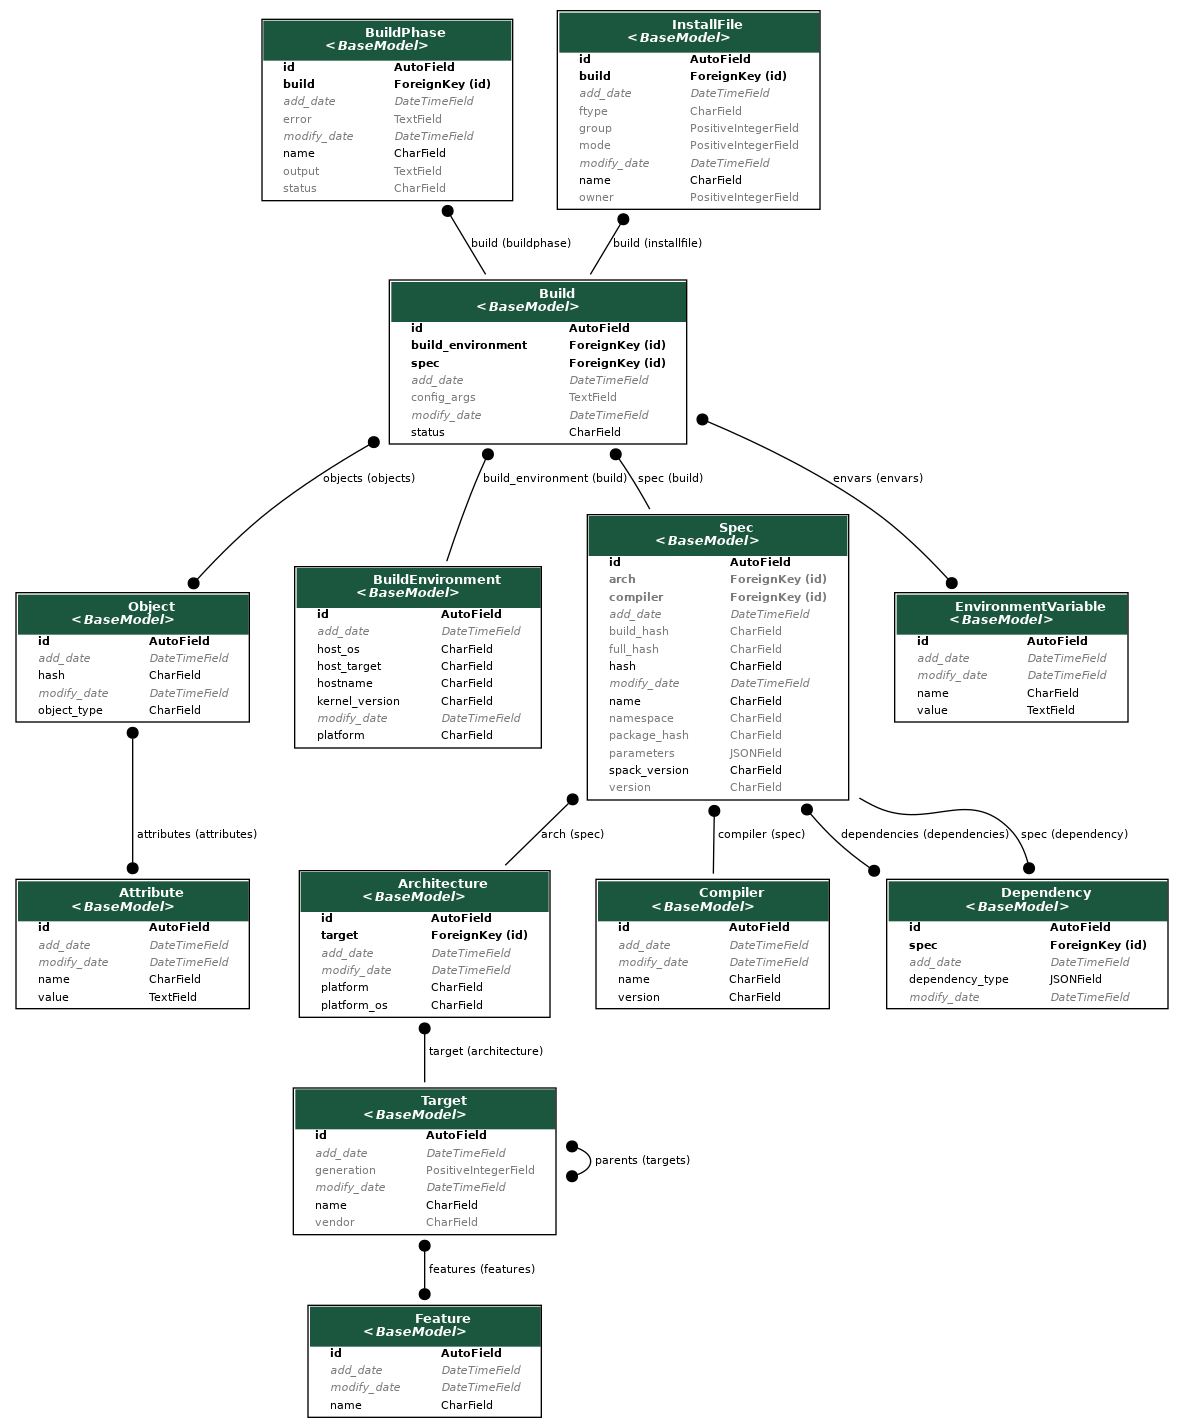 BuildPhase
<BaseModel>
id AutoField
build ForeignKey (id)
add_date DateTimeField
error TextField
modify_date DateTimeField
name CharField
output TextField
status CharField
InstallFile
<BaseModel>
id AutoField
build ForeignKey (id)
add_date DateTimeField
ftype CharField
group PositiveIntegerField
mode PositiveIntegerField
modify_date DateTimeField
name CharField
owner PositiveIntegerField
build (buildphase)
build (installfile)
Build
<BaseModel>
id AutoField
build_environment ForeignKey (id)
spec ForeignKey (id)
add_date DateTimeField
config_args TextField
modify_date DateTimeField
status CharField
objects (objects)
build_environment (build)
spec (build)
envars (envars)
Object
<BaseModel>
id AutoField
add_date DateTimeField
hash CharField
modify_date DateTimeField
object_type CharField
BuildEnvironment
<BaseModel>
id AutoField
add_date DateTimeField
host_os CharField
host_target CharField
hostname CharField
kernel_version CharField
modify_date DateTimeField
platform CharField
Spec
<BaseModel>
id AutoField
arch ForeignKey (id)
compiler ForeignKey (id)
add_date DateTimeField
build_hash CharField
full_hash CharField
hash CharField
modify_date DateTimeField
name CharField
namespace CharField
package_hash CharField
parameters JSONField
spack_version CharField
version CharField
EnvironmentVariable
<BaseModel>
id AutoField
add_date DateTimeField
modify_date DateTimeField
name CharField
value TextField
attributes (attributes)
arch (spec)
compiler (spec)
dependencies (dependencies)
spec (dependency)
Attribute
<BaseModel>
id AutoField
add_date DateTimeField
modify_date DateTimeField
name CharField
value TextField
Architecture
<BaseModel>
id AutoField
target ForeignKey (id)
add_date DateTimeField
modify_date DateTimeField
platform CharField
platform_os CharField
Compiler
<BaseModel>
id AutoField
add_date DateTimeField
modify_date DateTimeField
name CharField
version CharField
Dependency
<BaseModel>
id AutoField
spec ForeignKey (id)
add_date DateTimeField
dependency_type JSONField
modify_date DateTimeField
target (architecture)
Target
<BaseModel>
id AutoField
add_date DateTimeField
generation PositiveIntegerField
modify_date DateTimeField
name CharField
vendor CharField
parents (targets)
features (features)
Feature
<BaseModel>
id AutoField
add_date DateTimeField
modify_date DateTimeField
name CharField